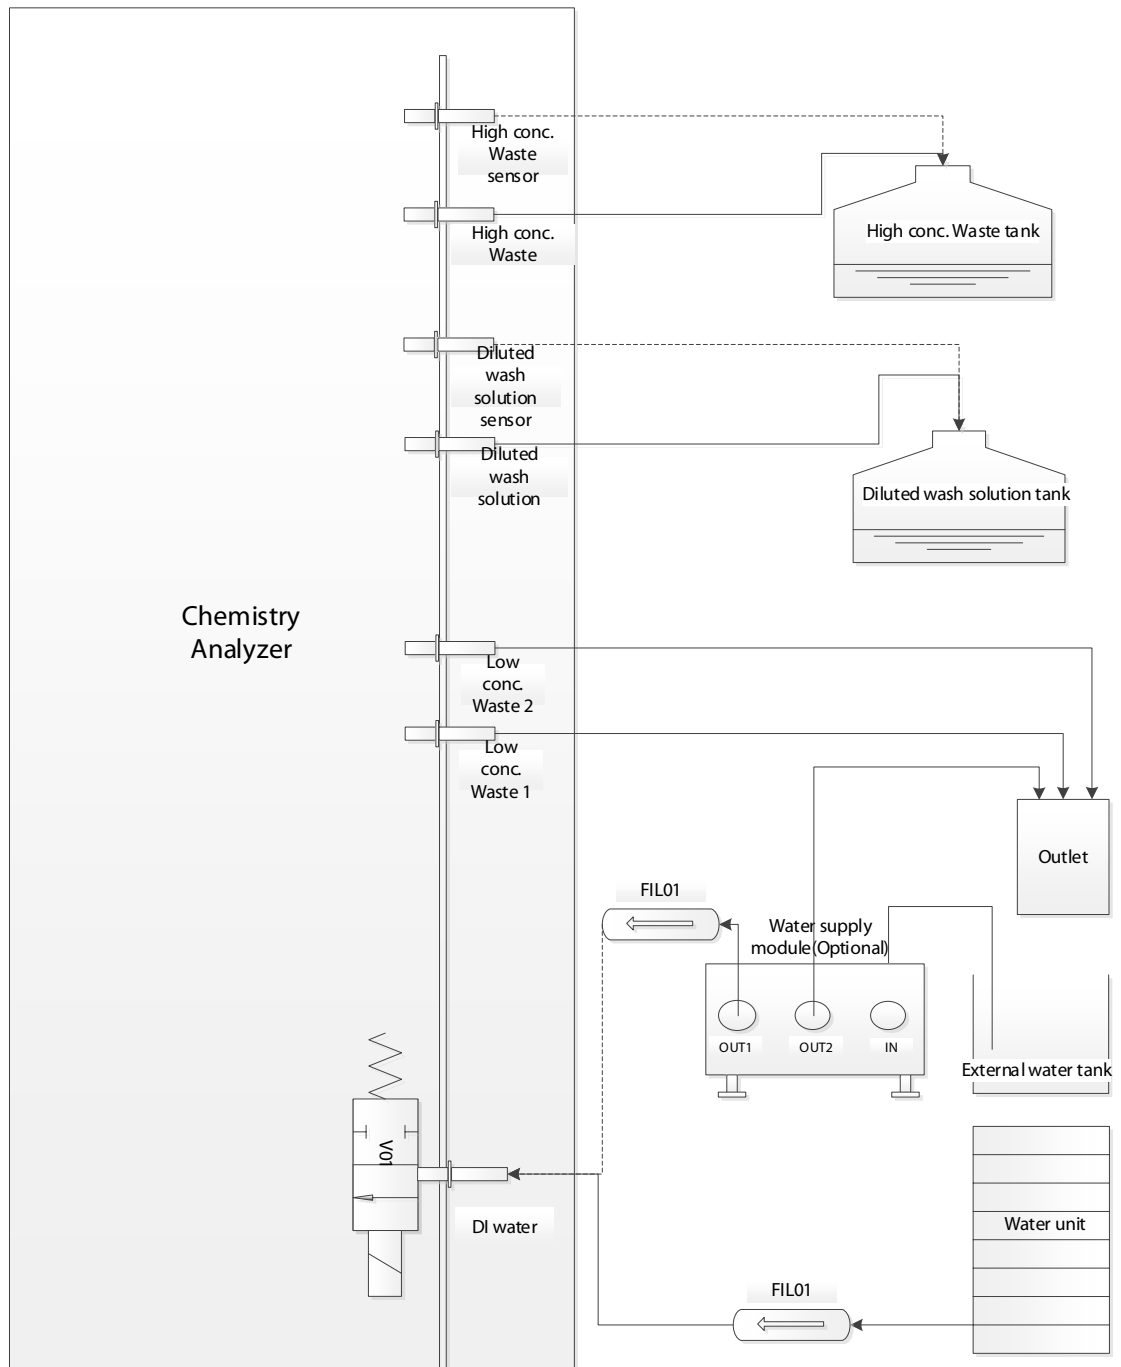 High conc.
Waste
sensor
High conc.
Waste
High conc. Waste tank
Diluted
wash
solution
sensor
Diluted
wash
solution
Diluted wash solution tank
Chemistry
Analyzer
Low
conc.
Waste 2
Low
conc.
Waste 1
Outlet
FIL01
Water supply
module(Optional)
OUT1
OUT2
IN
External water tank
V01
DI water
Water unit
FIL01